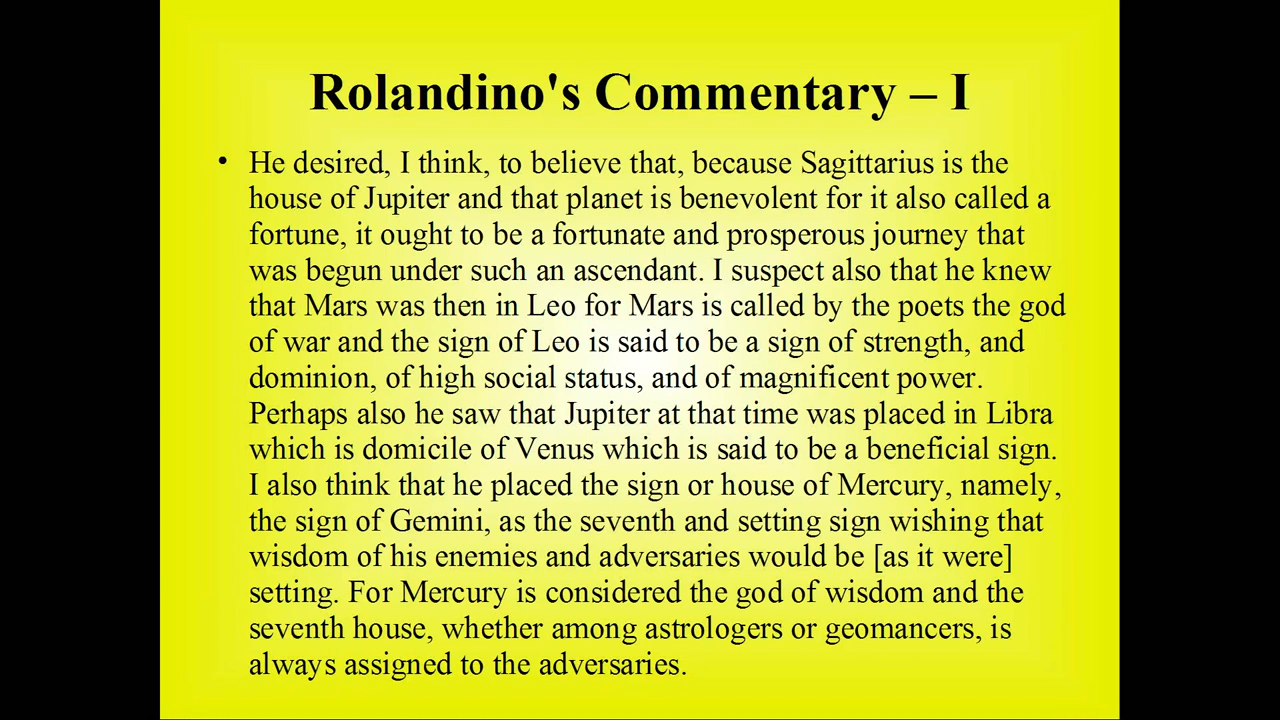 Rolandino's Commentary – I
• He desired, I think, to believe that, because Sagittarius is the
house of Jupiter and that planet is benevolent for it also called a
fortune, it ought to be a fortunate and prosperous journey that
was begun under such an ascendant. I suspect also that he knew
that Mars was then in Leo for Mars is called by the poets the god
of war and the sign of Leo is said to be a sign of strength, and
dominion, of high social status, and of magnificent power.
Perhaps also he saw that Jupiter at that time was placed in Libra
which is domicile of Venus which is said to be a beneficial sign.
I also think that he placed the sign or house of Mercury, namely,
the sign of Gemini, as the seventh and setting sign wishing that
wisdom of his enemies and adversaries would be [as it were]
setting. For Mercury is considered the god of wisdom and the
seventh house, whether among astrologers or geomancers, is
always assigned to the adversaries.